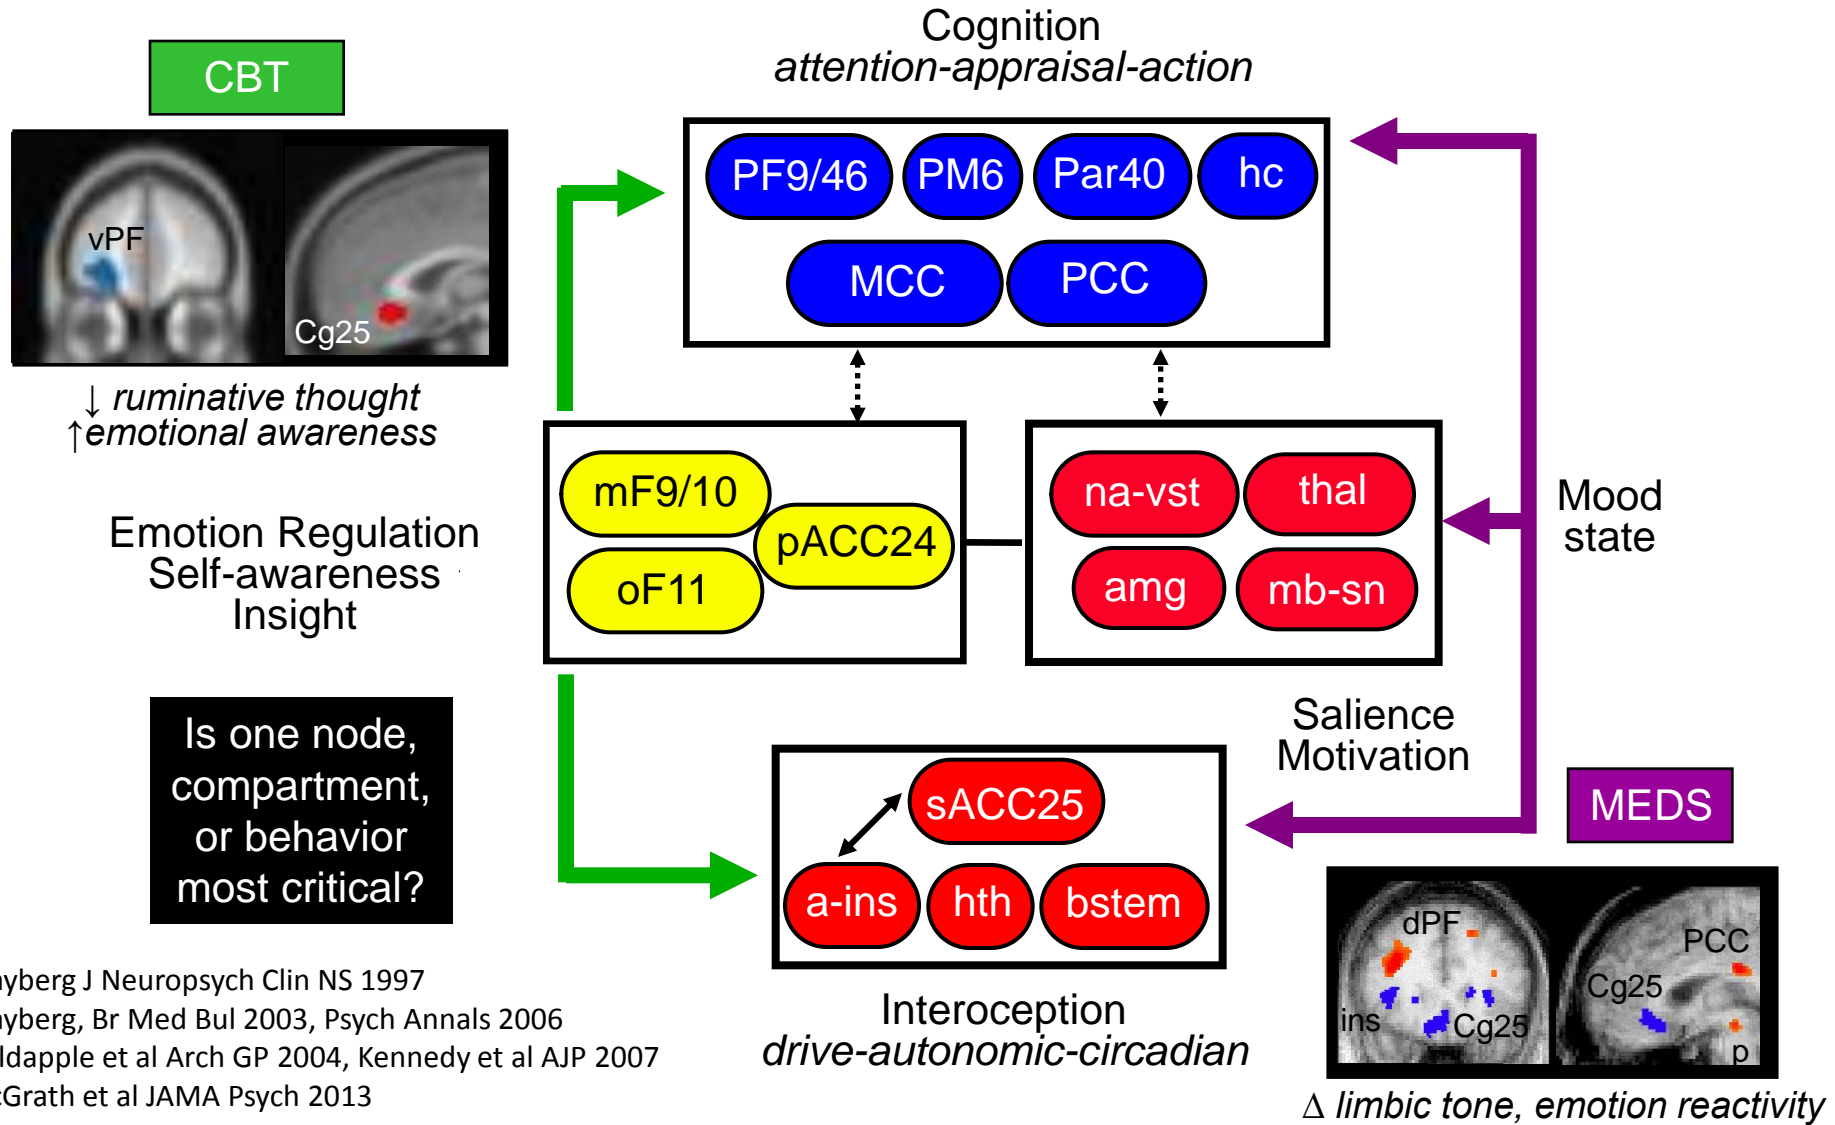 Cognition
attention-appraisal-action
CBT
PF9/46 PM6 Par40 hc
MCC PCC
vPF
Cg25
↓ ruminative thought
↑emotional awareness
mF9/10
pACC24
oF11
na-vst thal
amg mb-sn
Mood
state
Emotion Regulation
Self-awareness
Insight
Is one node,
compartment,
or behavior
most critical?
Salience
Motivation
MEDS
sACC25
a-ins hth bstem
Interoception
drive-autonomic-circadian
dPF
ins
Cg25
PCC
Cg25
p
Δ limbic tone, emotion reactivity
yberg J Neuropsych Clin NS 1997
yberg, Br Med Bul 2003, Psych Annals 2006
ldapple et al Arch GP 2004, Kennedy et al AJP 2007
Grath et al JAMA Psych 2013